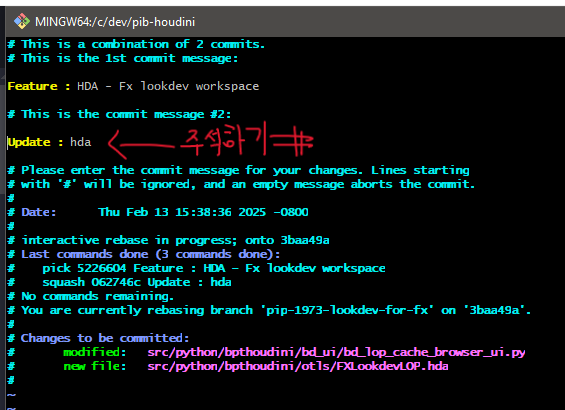 MINGW64:/c/dev/pib-houdini
# This is a combination of 2 commits.
# This is the 1st commit message:
Feature : HDA - Fx lookdev workspace
# This is the commit message #2:
Update : hda 주석하기 #
# Please enter the commit message for your changes. Lines starting
# with '#' will be ignored, and an empty message aborts the commit.
#
# Date:      Thu Feb 13 15:38:36 2025 -0800
#
# interactive rebase in progress; onto 3baa49a
# Last commands done (3 commands done):
#    pick 5226604 Feature : HDA - Fx lookdev workspace
#    squash 062746c Update : hda
# No commands remaining.
# You are currently rebasing branch 'pip-1973-lookdev-for-fx' on '3baa49a'.
#
# Changes to be committed:
#       modified:   src/python/bpthoudini/bd_ui/bd_lop_cache_browser_ui.py
#       new file:   src/python/bpthoudini/otls/FXLookdevLOP.hda
#
~
~